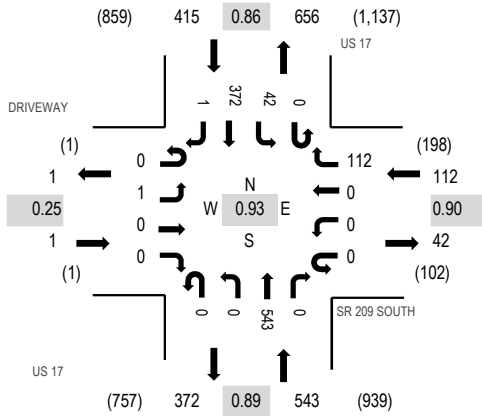 (859) 415 0.86 656 (1,137)
US 17
DRIVEWAY
1 372 42 0
(1) (198)
0 112
1 112
1 N 0
0.25 W 0.93 E 0.90
0 0
1 S 42
0 0
(1) (102)
0 0 543 0
SR 209 SOUTH
US 17
(757) 372 0.89 543 (939)